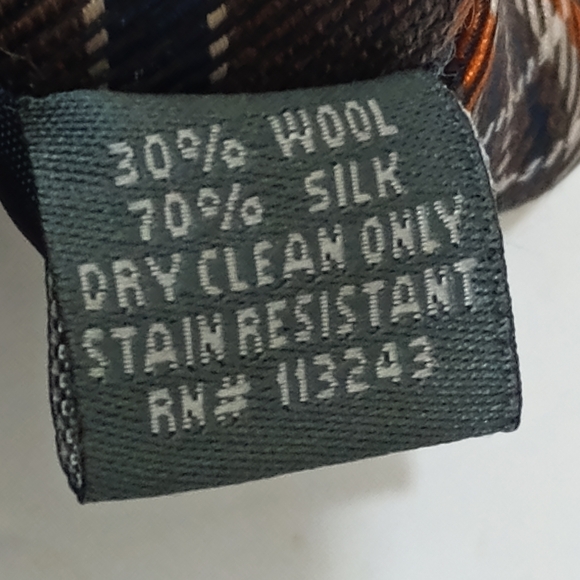 30% WOOL
70% SILK
DRY CLEAN ONLY
STAIN RESISTANT
RN# 113243